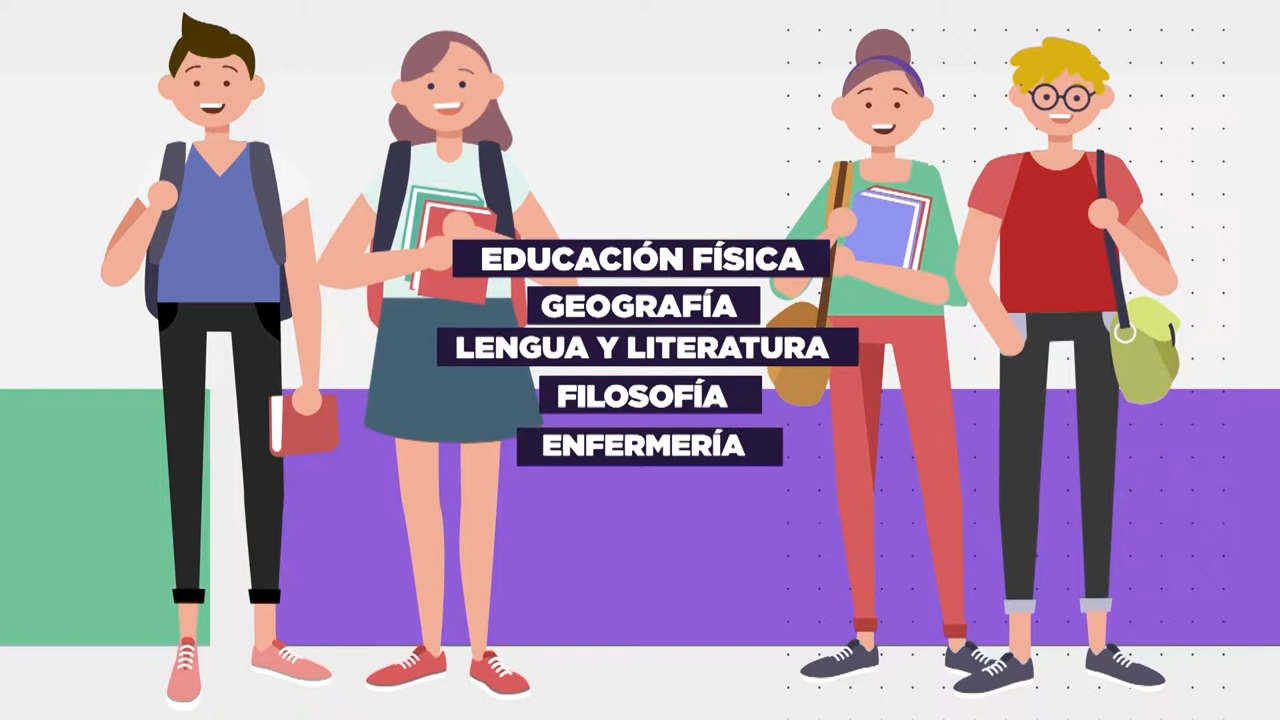 EDUCACIÓN FÍSICA
GEOGRAFÍA
LENGUA Y LITERATURA
FILOSOFÍA
ENFERMERÍA